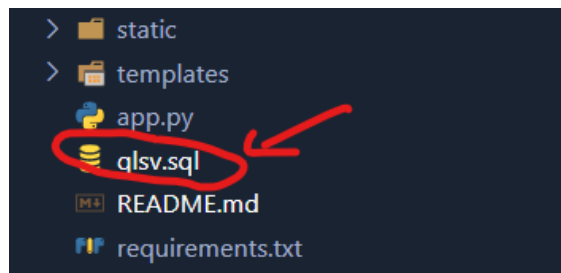 static
templates
app.py
qlsv.sql
README.md
requirements.txt